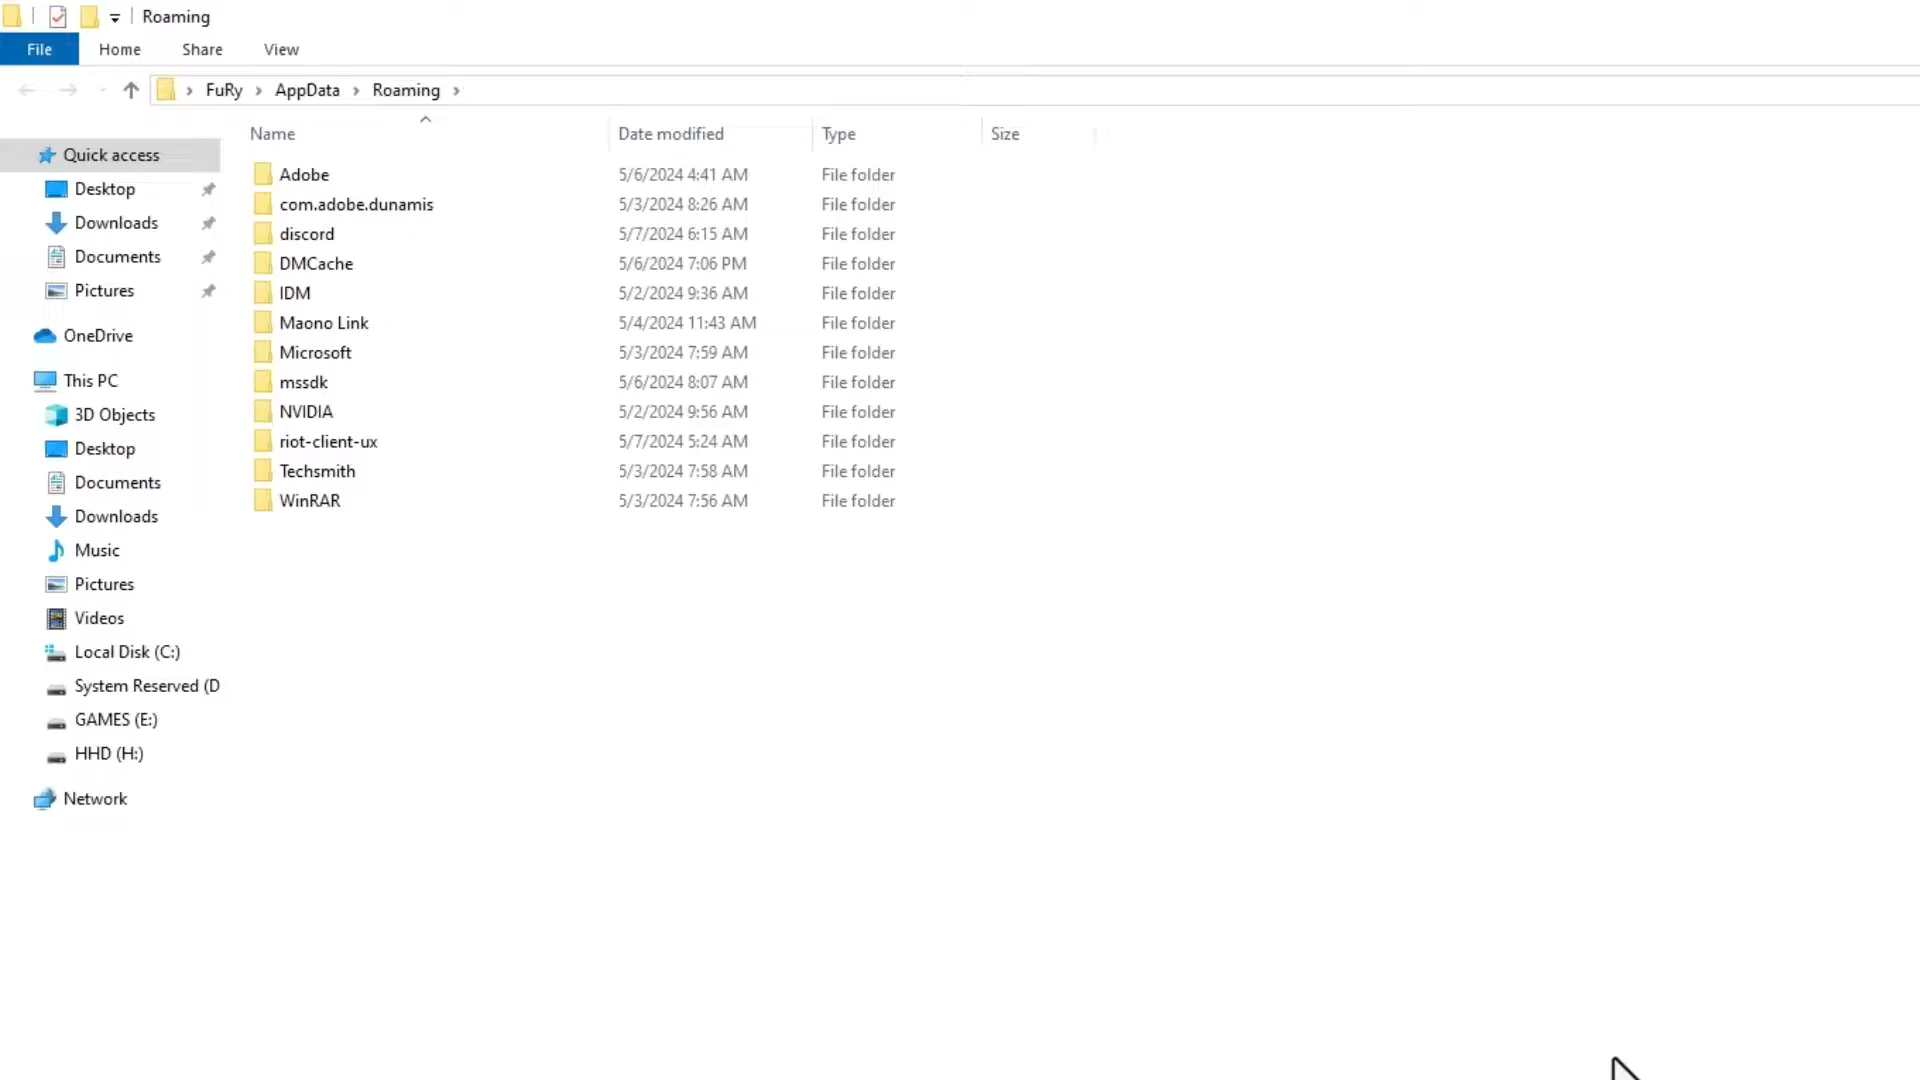 Roaming
File Home Share View
FuRy AppData Roaming
Name Date modified Type Size
Quick access
Desktop
Downloads
Documents
Pictures
OneDrive
This PC
3D Objects
Desktop
Documents
Downloads
Music
Pictures
Videos
Local Disk (C:)
System Reserved (D
GAMES (E:)
HHD (H:)
Network
Adobe 5/6/2024 4:41 AM File folder
com.adobe.dunamis 5/3/2024 8:26 AM File folder
discord 5/7/2024 6:15 AM File folder
DMCache 5/6/2024 7:06 PM File folder
IDM 5/2/2024 9:36 AM File folder
Maono Link 5/4/2024 11:43 AM File folder
Microsoft 5/3/2024 7:59 AM File folder
mssdk 5/6/2024 8:07 AM File folder
NVIDIA 5/2/2024 9:56 AM File folder
riot-client-ux 5/7/2024 5:24 AM File folder
Techsmith 5/3/2024 7:58 AM File folder
WinRAR 5/3/2024 7:56 AM File folder